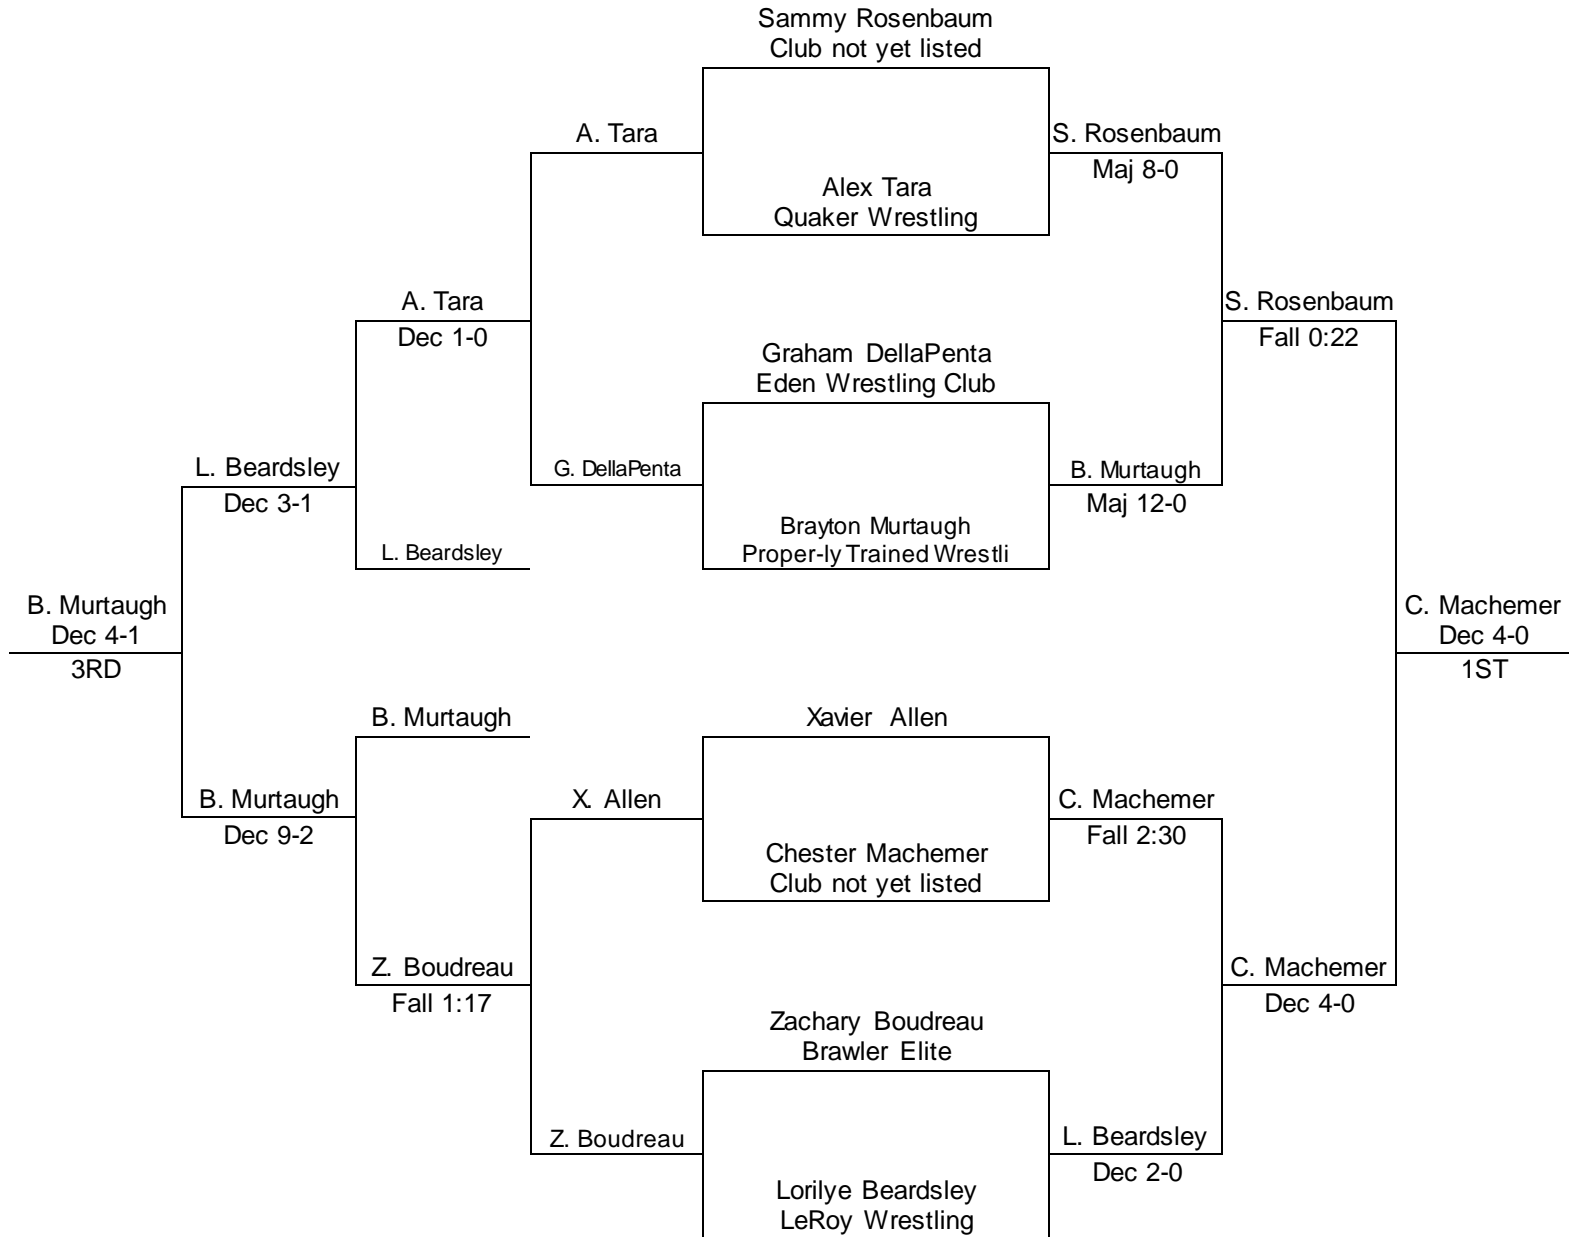 Sammy Rosenbaum
Club not yet listed
A. Tara
S. Rosenbaum
Maj 8-0
Alex Tara
Quaker Wrestling
A. Tara
Dec 1-0
S. Rosenbaum
Fall 0:22
Graham DellaPenta
Eden Wrestling Club
L. Beardsley
Dec 3-1
G. DellaPenta
B. Murtaugh
Maj 12-0
Brayton Murtaugh
Proper-ly Trained Wrestli
L. Beardsley
B. Murtaugh
Dec 4-1
3RD
C. Machemer
Dec 4-0
1ST
B. Murtaugh
Xavier Allen
B. Murtaugh
Dec 9-2
X. Allen
C. Machemer
Fall 2:30
Chester Machemer
Club not yet listed
Z. Boudreau
Fall 1:17
C. Machemer
Dec 4-0
Zachary Boudreau
Brawler Elite
Z. Boudreau
L. Beardsley
Dec 2-0
Lorilye Beardsley
LeRoy Wrestling